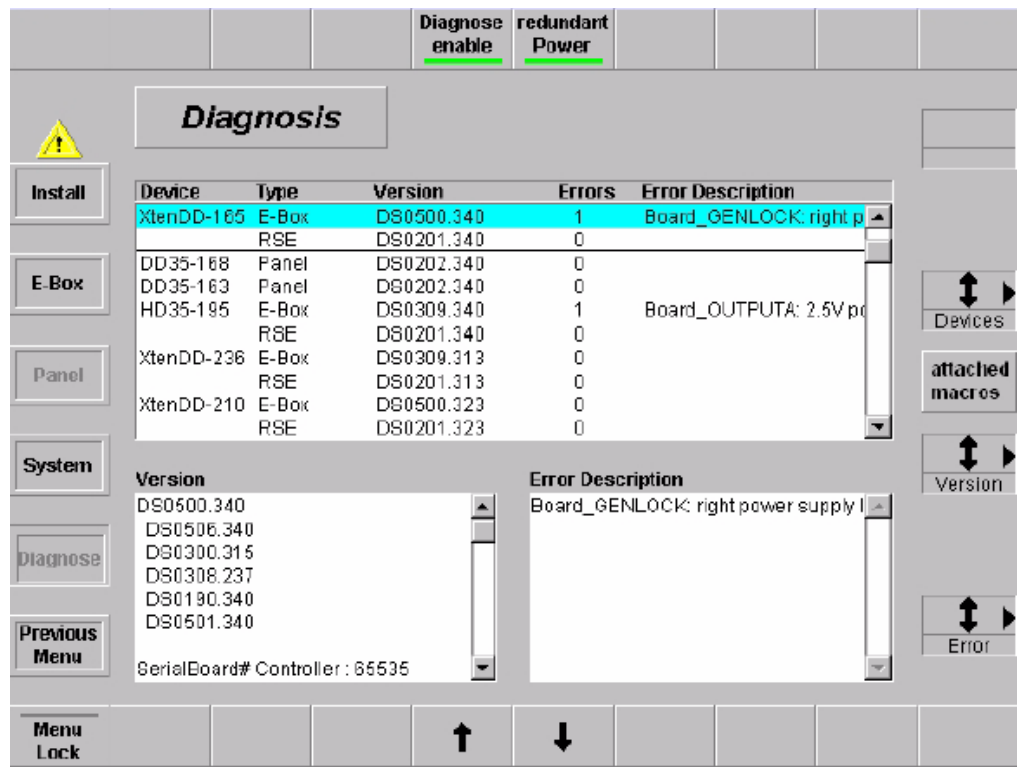 Diagnose enable
redundant Power
Diagnosis
Install
Device Type Version Errors Error Description
XtenDD-165 E-Box DS0500.340 1 Board_GENLOCK: right p
RSE DS0201.340 0
DD35-168 Panel DS0202.340 0
DD35-163 Panel DS0202.340 0
HD35-195 E-Box DS0309.340 1 Board_OUTPUTA: 2.5V po
RSE DS0201.340 0
XtenDD-236 E-Box DS0309.313 0
RSE DS0201.313 0
XtenDD-210 E-Box DS0500.323 0
RSE DS0201.323 0
E-Box
Panel
System
Diagnose
Previous
Menu
Devices
attached
macros
Version
Error
Version
DS0500.340
DS0506.340
DS0300.315
DS0308.237
DS0190.340
DS0501.340
SerialBoard# Controller : 65535
Error Description
Board_GENLOCK: right power supply
Menu
Lock